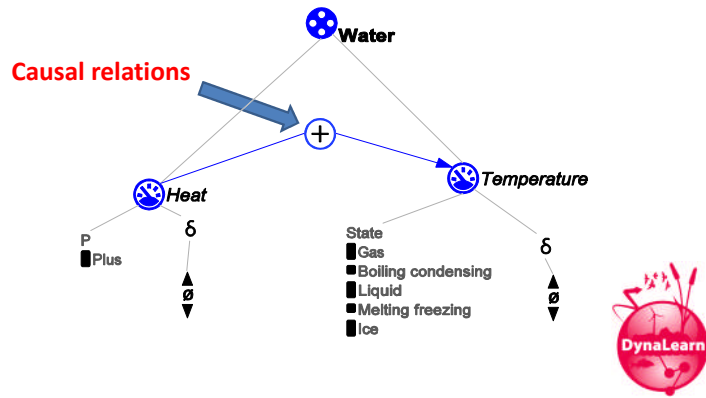 Water
Causal relations
+
Heat
Temperature
P
Plus
δ
ø
State
Gas
Boiling condensing
Liquid
Melting freezing
Ice
δ
ø
DynaLearn